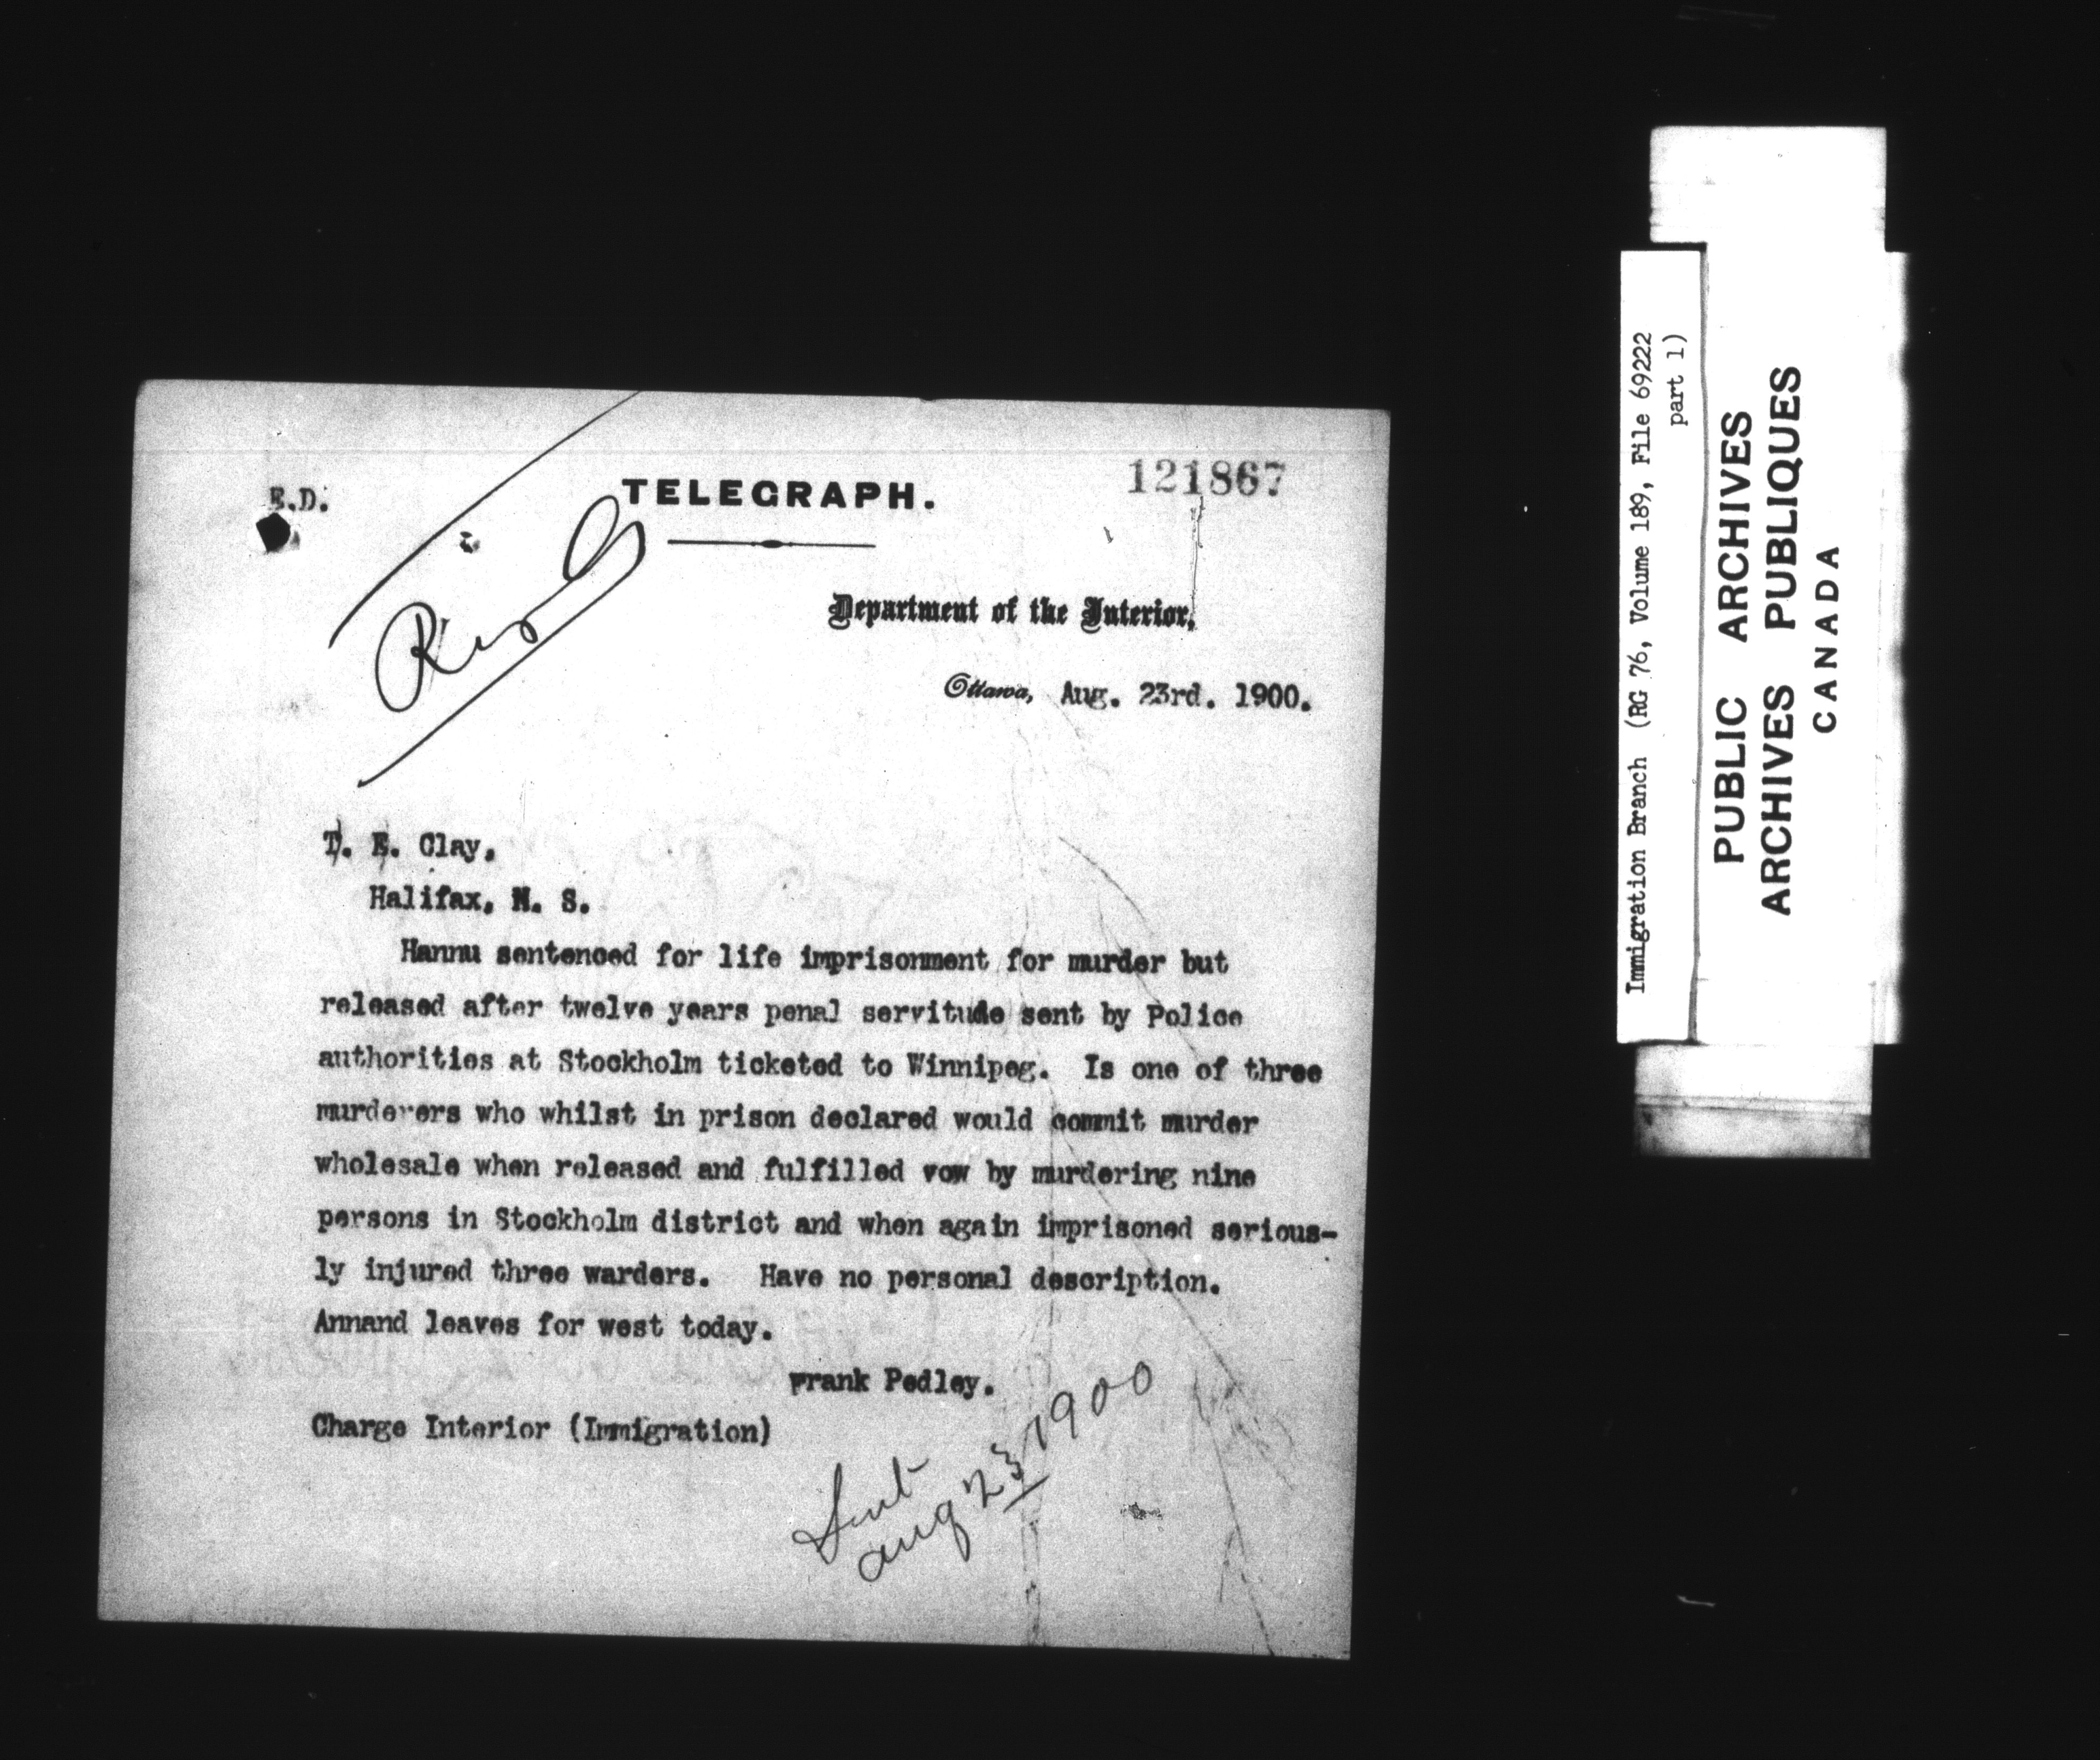 E.D.
TELEGRAPH.
121867
Department of the Interior,
Ottawa, Aug. 23rd. 1900.
T. E. Clay,
Halifax, N. S.
Hannu sentenced for life imprisonment for murder but
released after twelve years penal servitude sent by Police
authorities at Stockholm ticketed to Winnipeg. Is one of three
murderers who whilst in prison declared would commit murder
wholesale when released and fulfilled vow by murdering nine
persons in Stockholm district and when again imprisoned serious-
ly injured three warders. Have no personal description.
Annand leaves for west today.
Frank Pedley.
Charge Interior (Immigration)
Sent
Aug 23 1900
Immigration Branch (RG 76, Volume 189, File 69222
part 1)
PUBLIC ARCHIVES
ARCHIVES PUBLIQUES
CANADA